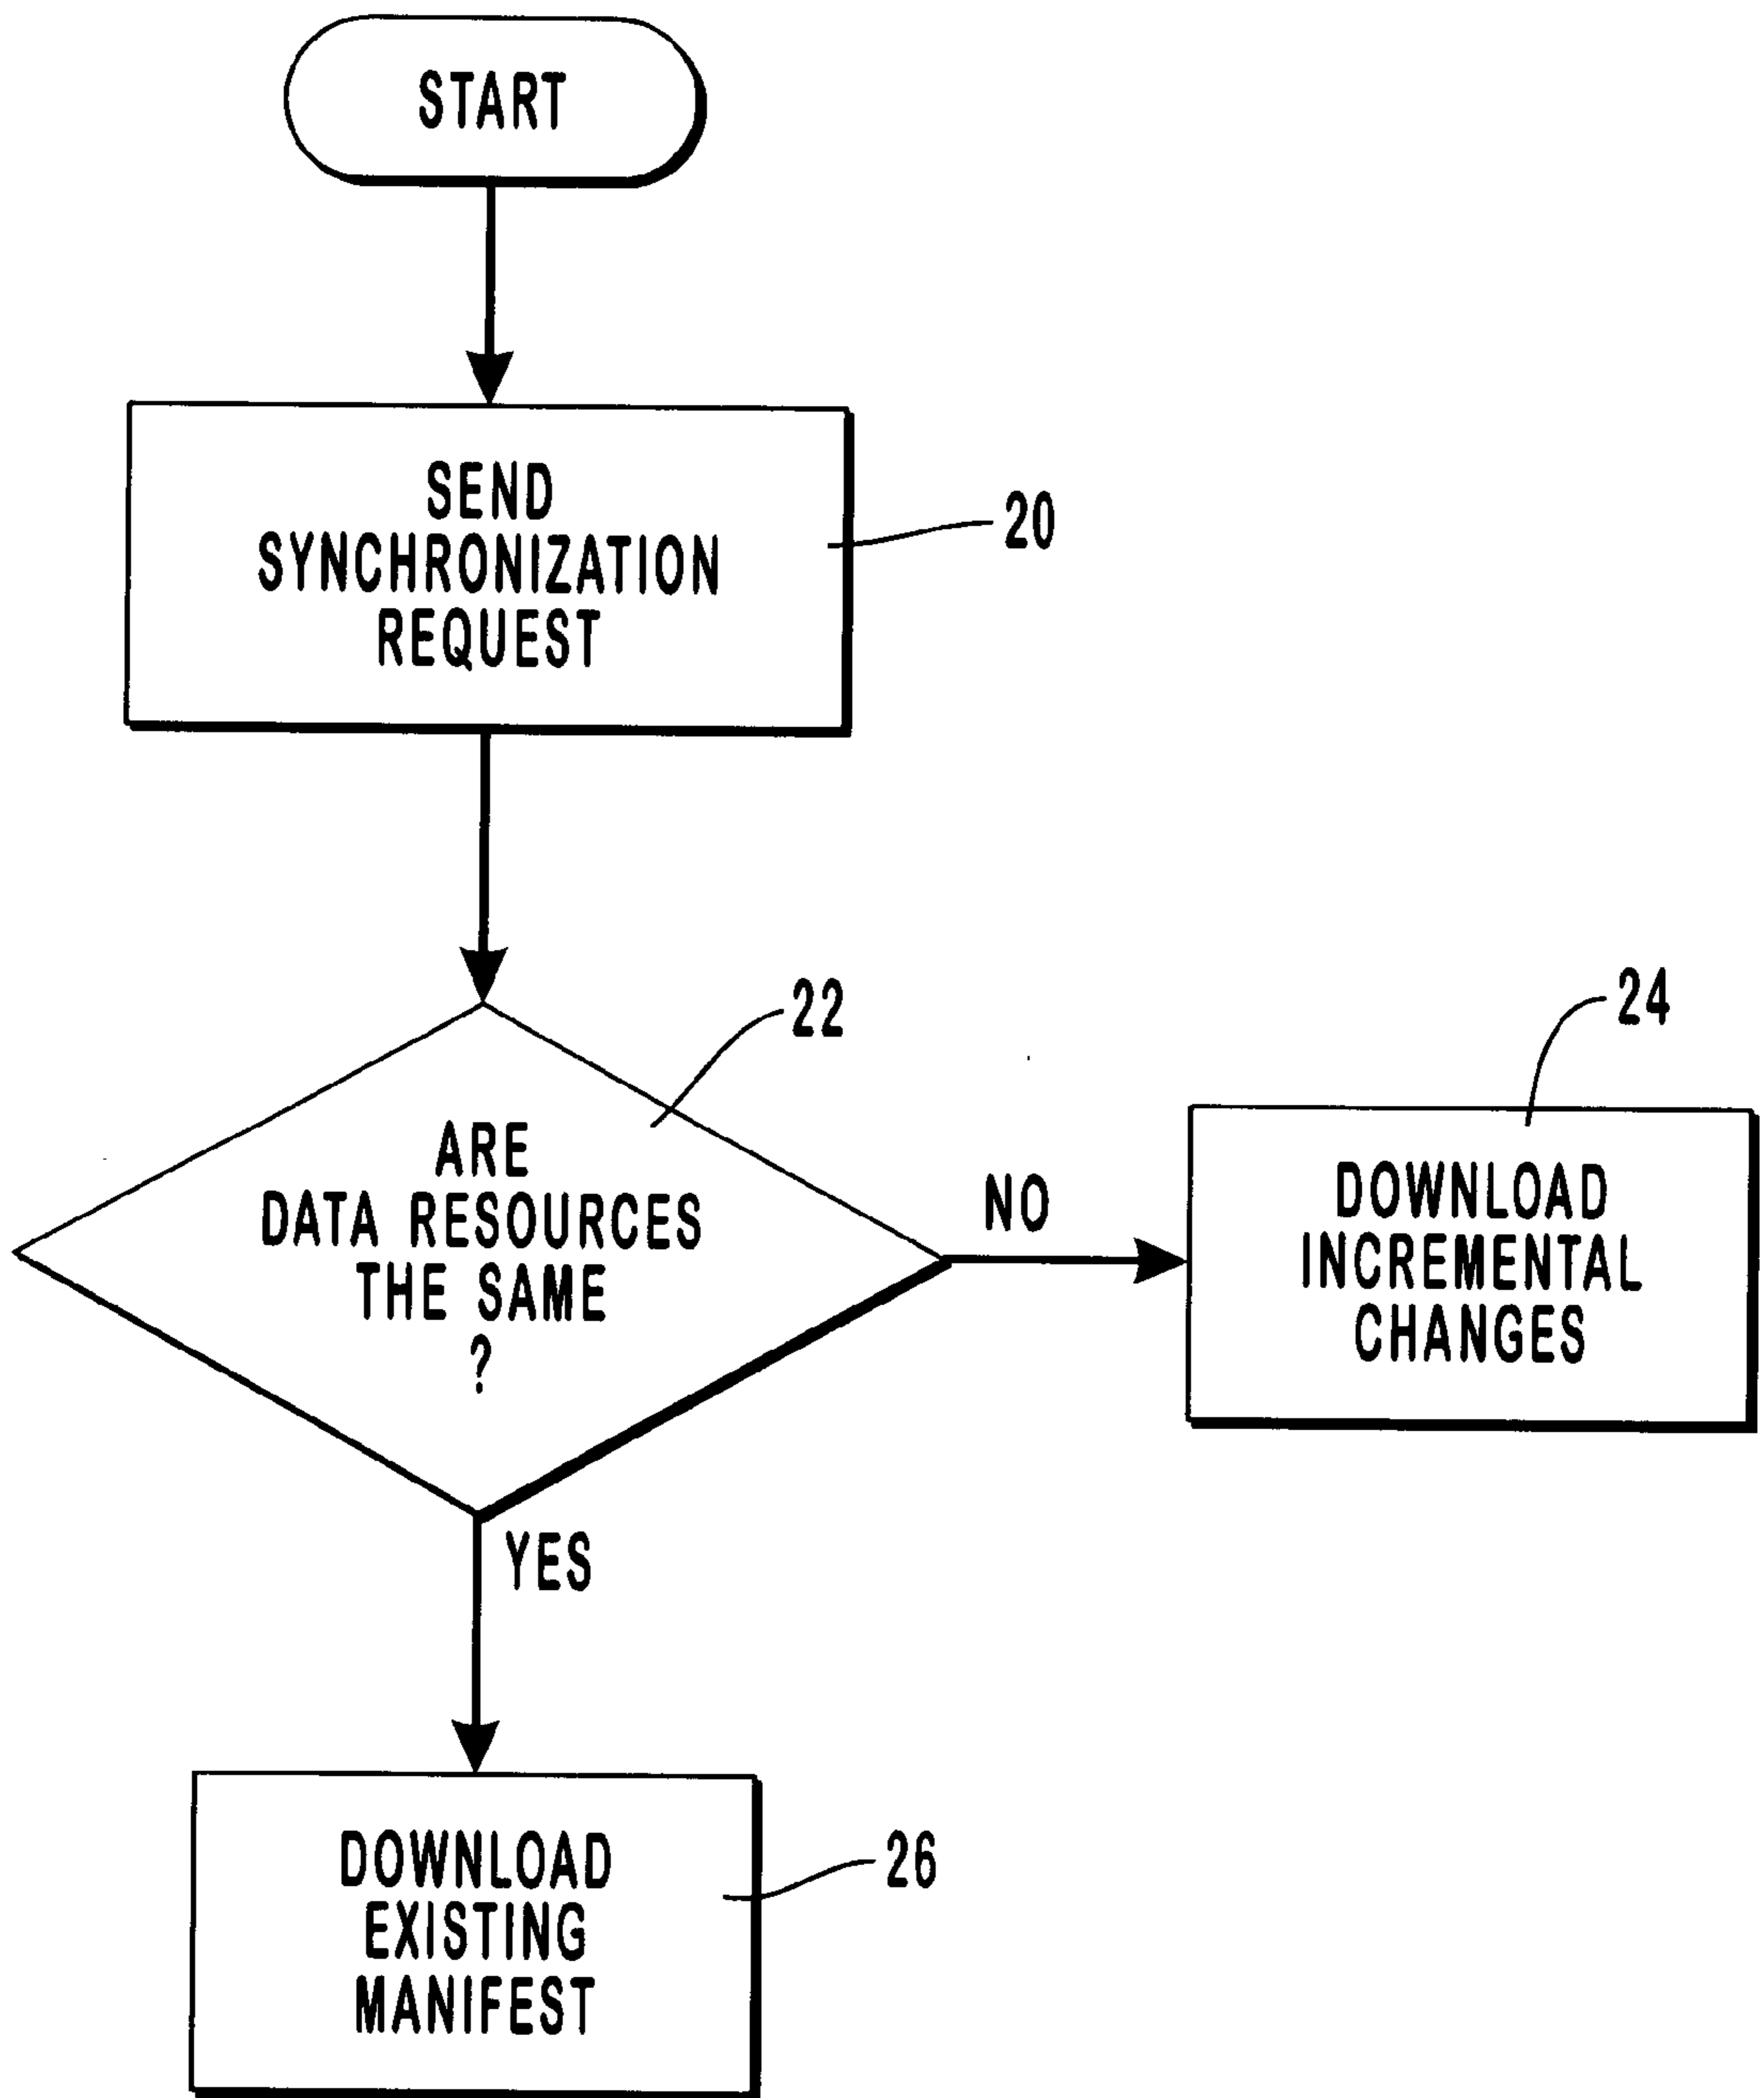 START
SEND
SYNCHRONIZATION
REQUEST
20
22
ARE
DATA RESOURCES
THE SAME
?
NO
24
DOWNLOAD
INCREMENTAL
CHANGES
YES
DOWNLOAD
EXISTING
MANIFEST
26